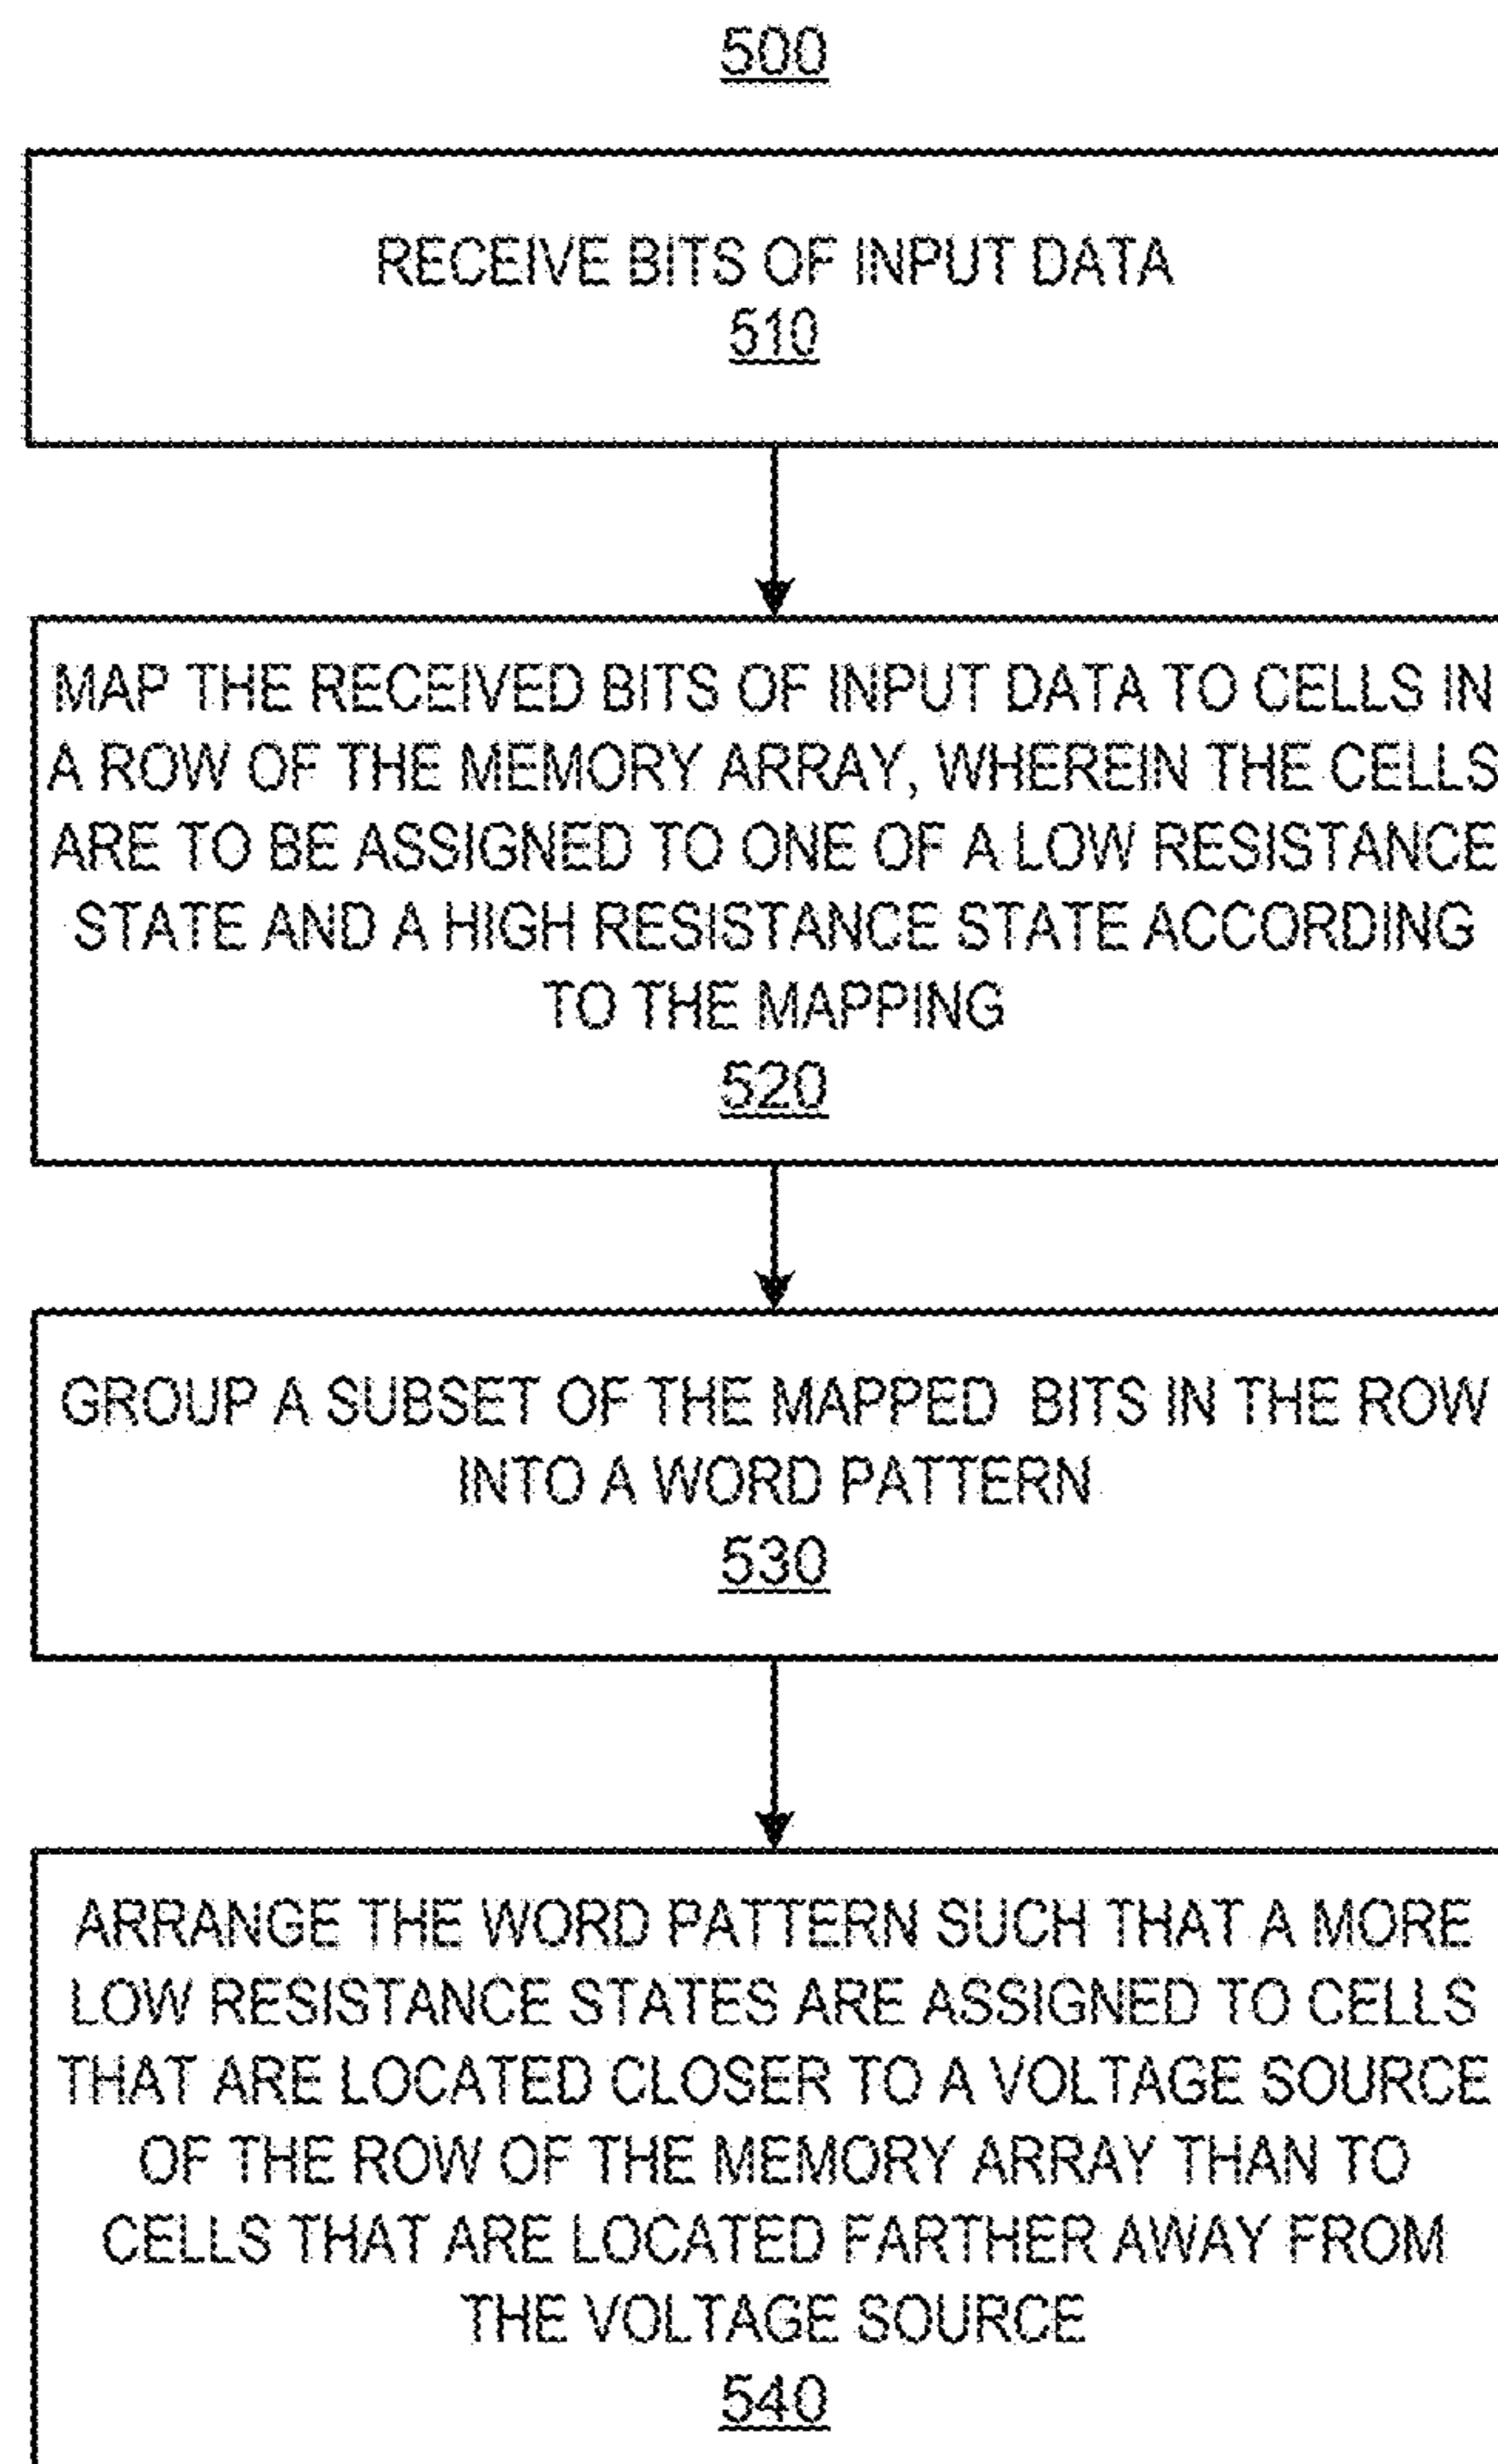 500
RECEIVE BITS OF INPUT DATA
510
MAP THE RECEIVED BITS OF INPUT DATA TO CELLS IN
A ROW OF THE MEMORY ARRAY, WHEREIN THE CELLS
ARE TO BE ASSIGNED TO ONE OF A LOW RESISTANCE
STATE AND A HIGH RESISTANCE STATE ACCORDING
TO THE MAPPING
520
GROUP A SUBSET OF THE MAPPED BITS IN THE ROW
INTO A WORD PATTERN
530
ARRANGE THE WORD PATTERN SUCH THAT A MORE
LOW RESISTANCE STATES ARE ASSIGNED TO CELLS
THAT ARE LOCATED CLOSER TO A VOLTAGE SOURCE
OF THE ROW OF THE MEMORY ARRAY THAN TO
CELLS THAT ARE LOCATED FARTHER AWAY FROM
THE VOLTAGE SOURCE
540